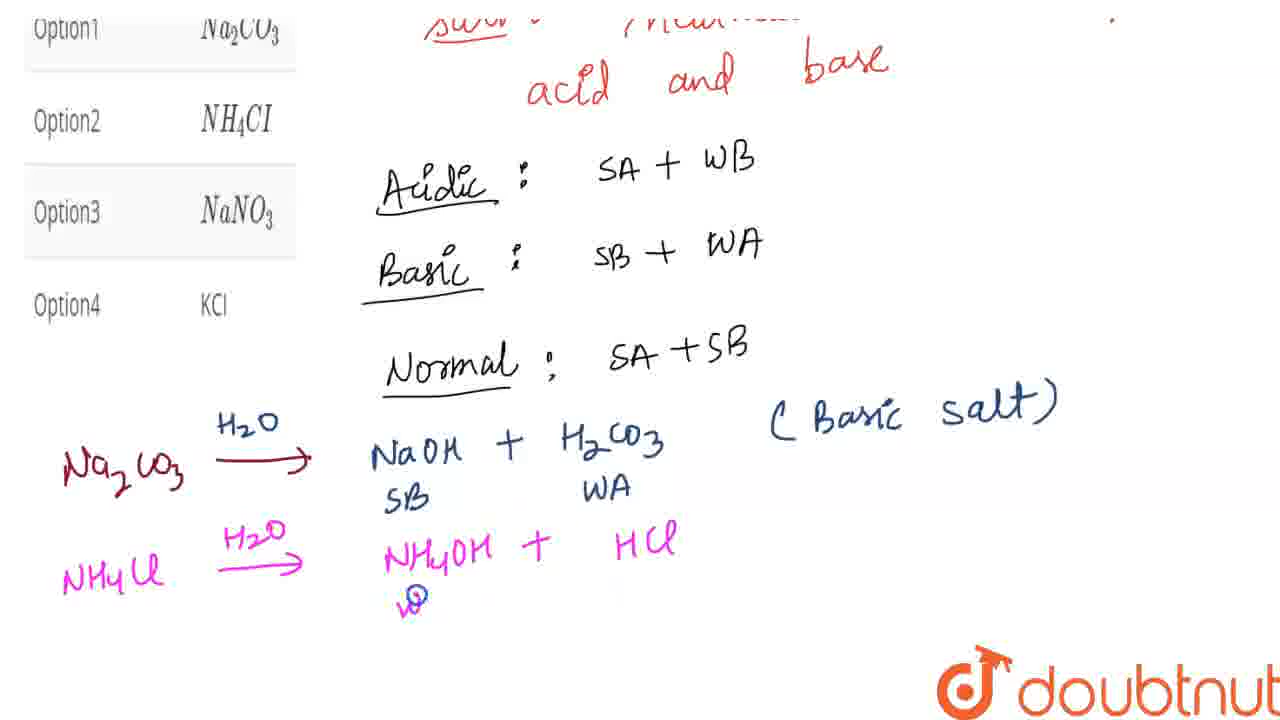 Option1 Na₂CO₃
acid and base
Option2 NH₄CI
Acidic : SA + WB
Option3 NaNO₃
Basic : SB + WA
Option4 KCl
Normal : SA + SB
Na₂CO₃ H₂O → NaOH + H₂CO₃ (Basic Salt)
SB WA
NH₄Cl H₂O → NH₄OH + HCl
doubtnut